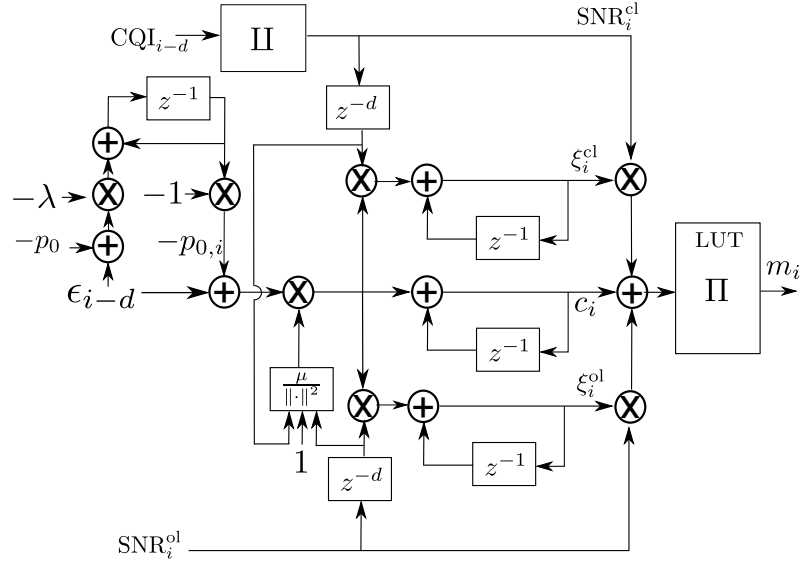 CQI_{i−d}
Π
SNR_i^{cl}
z^{−1}
z^{−d}
+
−λ
×
−1
×
×
+
ξ_i^{cl}
×
−p_0
+
−p_{0,i}
z^{−1}
LUT
Π
m_i
ϵ_{i−d}
+
×
+
c_i
+
z^{−1}
μ/‖·‖²
ξ_i^{ol}
×
+
×
1
z^{−d}
z^{−1}
SNR_i^{ol}